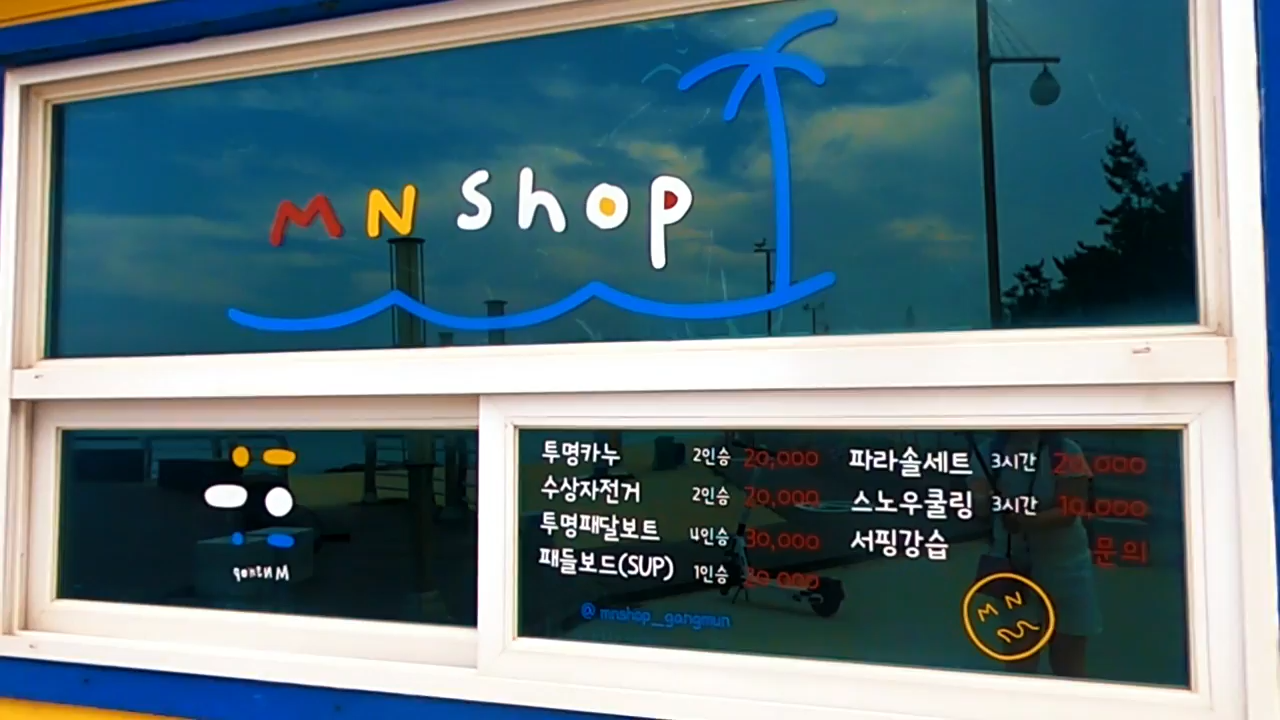 MN shop
MN shop
투명카누 2인승 20,000
수상자전거 2인승 20,000
투명패달보트 4인승 30,000
패들보드(SUP) 1인승 20,000
@ mnshop_gangmun
파라솔세트 3시간 20,000
스노우쿨링 3시간 10,000
서핑강습 문의
MN